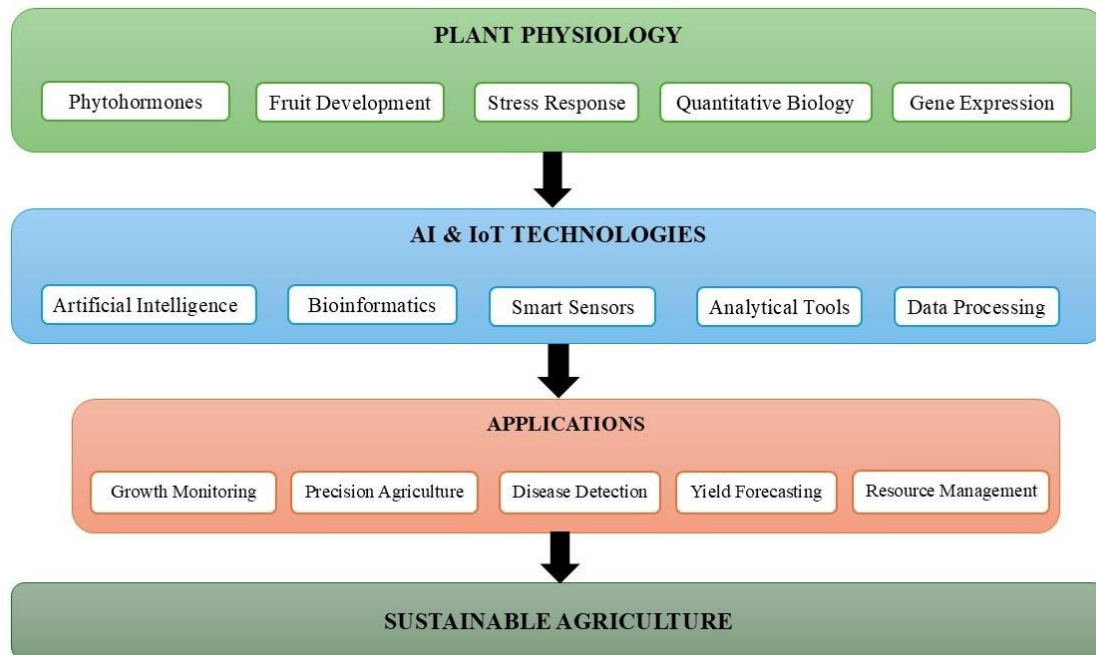 PLANT PHYSIOLOGY
Phytohormones
Fruit Development
Stress Response
Quantitative Biology
Gene Expression
AI & IoT TECHNOLOGIES
Artificial Intelligence
Bioinformatics
Smart Sensors
Analytical Tools
Data Processing
APPLICATIONS
Growth Monitoring
Precision Agriculture
Disease Detection
Yield Forecasting
Resource Management
SUSTAINABLE AGRICULTURE